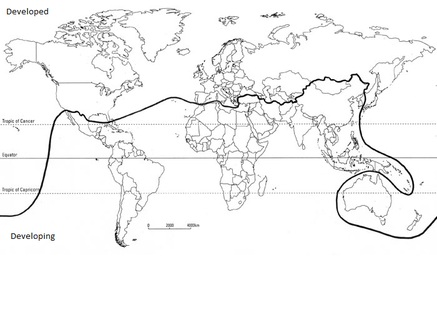 Developed
Tropic of Cancer
Equator
Tropic of Capricorn
Developing